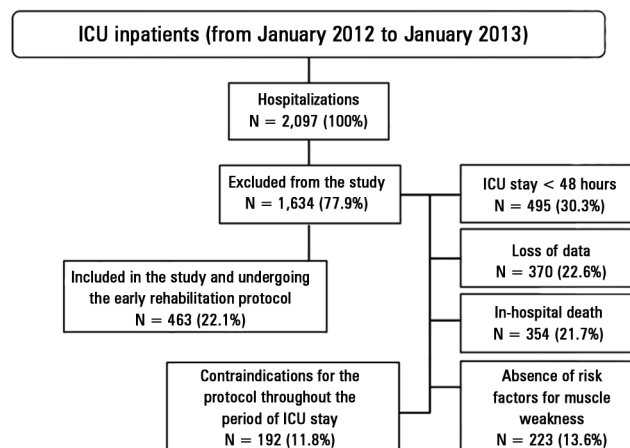 ICU inpatients (from January 2012 to January 2013)
Hospitalizations
N = 2,097 (100%)
Excluded from the study
N = 1,634 (77.9%)
ICU stay < 48 hours
N = 495 (30.3%)
Loss of data
N = 370 (22.6%)
Included in the study and undergoing
the early rehabilitation protocol
N = 463 (22.1%)
In-hospital death
N = 354 (21.7%)
Contraindications for the
protocol throughout the
period of ICU stay
N = 192 (11.8%)
Absence of risk
factors for muscle
weakness
N = 223 (13.6%)